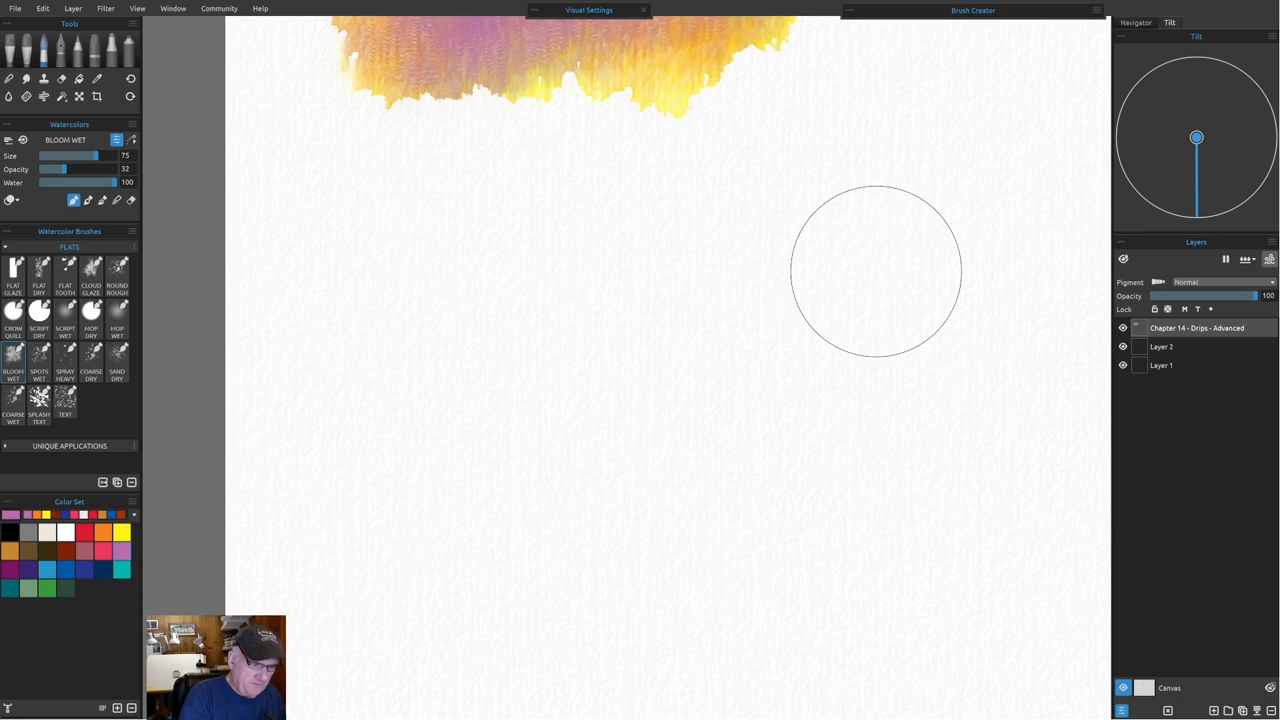 File Edit Layer Filter View Window Community Help
Visual Settings
Brush Creator
Tools
Watercolors
BLOOM WET
Size 75
Opacity 32
Water 100
Watercolor Brushes
FLATS
FLAT GLAZE
FLAT DRY
FLAT TOOTH
CLOUD GLAZE
ROUND ROUGH
CROW QUILL
SCRIPT DRY
SCRIPT WET
MOP DRY
MOP WET
BLOOM WET
SPOTS WET
SPRAY HEAVY
COARSE DRY
SAND DRY
COARSE WET
SPLASH TEXT
TEXT
UNIQUE APPLICATIONS
Color Set
Navigator Tilt
Tilt
Layers
Pigment Normal
Opacity 100
Lock M T
Chapter 14 - Drips - Advanced
Layer 2
Layer 1
Canvas